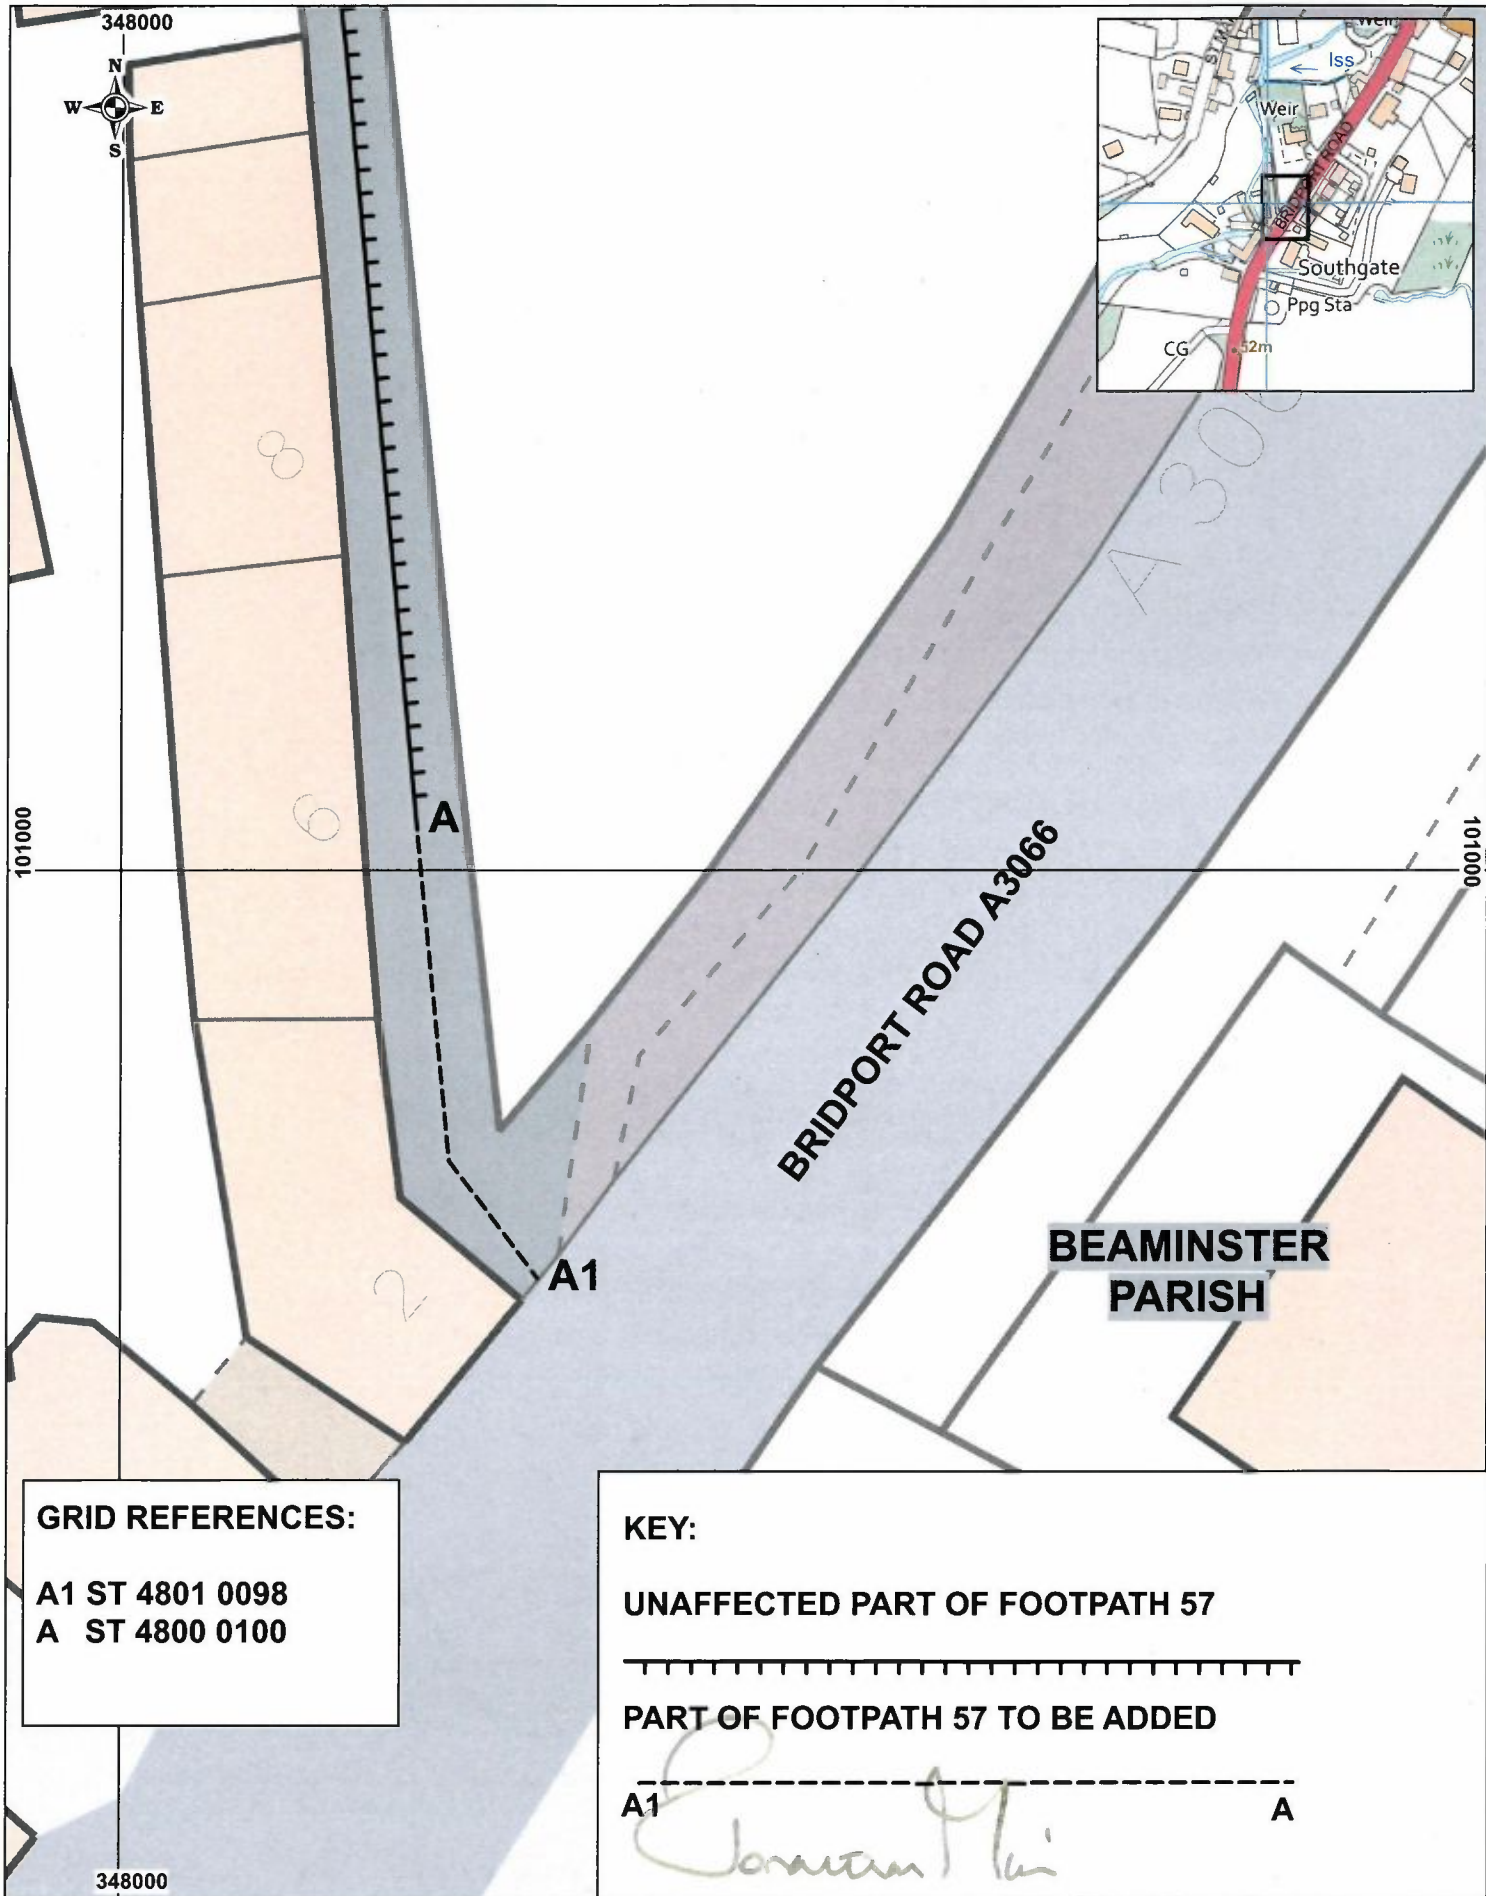 348000
N
W E
S
Weir
Iss
Weir
BRIDPORT ROAD
Southgate
Ppg Sta
CG
52m
8
A 306
6
A
101000
101000
BRIDPORT ROAD A3066
A1
2
BEAMINSTER
PARISH
GRID REFERENCES:
A1 ST 4801 0098
A ST 4800 0100
KEY:
UNAFFECTED PART OF FOOTPATH 57
PART OF FOOTPATH 57 TO BE ADDED
A1 A
348000